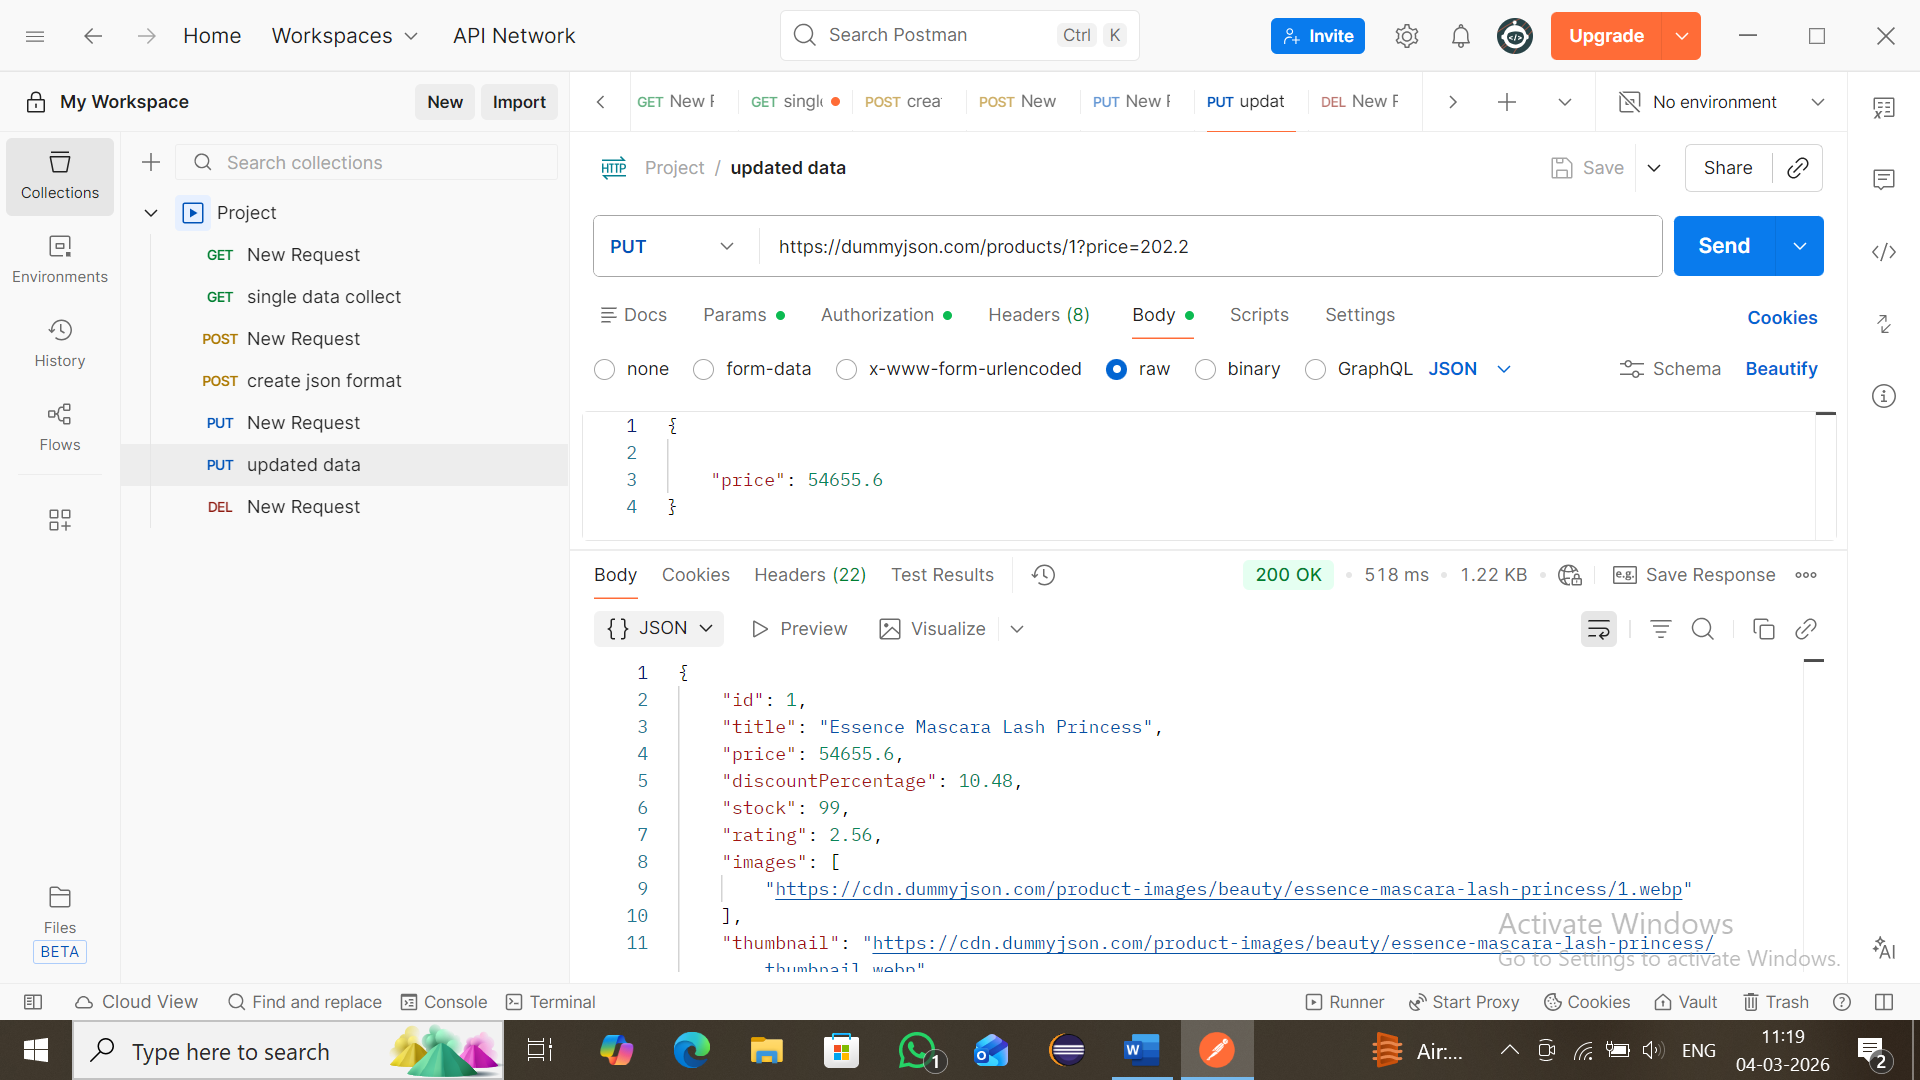 Home Workspaces API Network
Search Postman Ctrl K
Invite
Upgrade
My Workspace
New Import
GET New F
GET singl
POST crea
POST New
PUT New F
PUT updat
DEL New F
No environment
Collections
Environments
History
Flows
Files
BETA
Search collections
Project
GET New Request
GET single data collect
POST New Request
POST create json format
PUT New Request
PUT updated data
DEL New Request
HTTP Project / updated data
Save Share
PUT https://dummyjson.com/products/1?price=202.2 Send
Docs Params Authorization Headers (8) Body Scripts Settings Cookies
none form-data x-www-form-urlencoded raw binary GraphQL JSON Schema Beautify
1 {
2
3 "price": 54655.6
4 }
Body Cookies Headers (22) Test Results 200 OK • 518 ms • 1.22 KB • e.g. Save Response
{} JSON Preview Visualize
1 {
2 "id": 1,
3 "title": "Essence Mascara Lash Princess",
4 "price": 54655.6,
5 "discountPercentage": 10.48,
6 "stock": 99,
7 "rating": 2.56,
8 "images": [
9 "https://cdn.dummyjson.com/product-images/beauty/essence-mascara-lash-princess/1.webp"
10 ],
11 "thumbnail": "https://cdn.dummyjson.com/product-images/beauty/essence-mascara-lash-princess/
thumbnail.webp"
Activate Windows
Go to Settings to activate Windows.
AI
Cloud View Find and replace Console Terminal
Runner Start Proxy Cookies Vault Trash
Type here to search
1
Air:...
ENG
11:19
04-03-2026
2